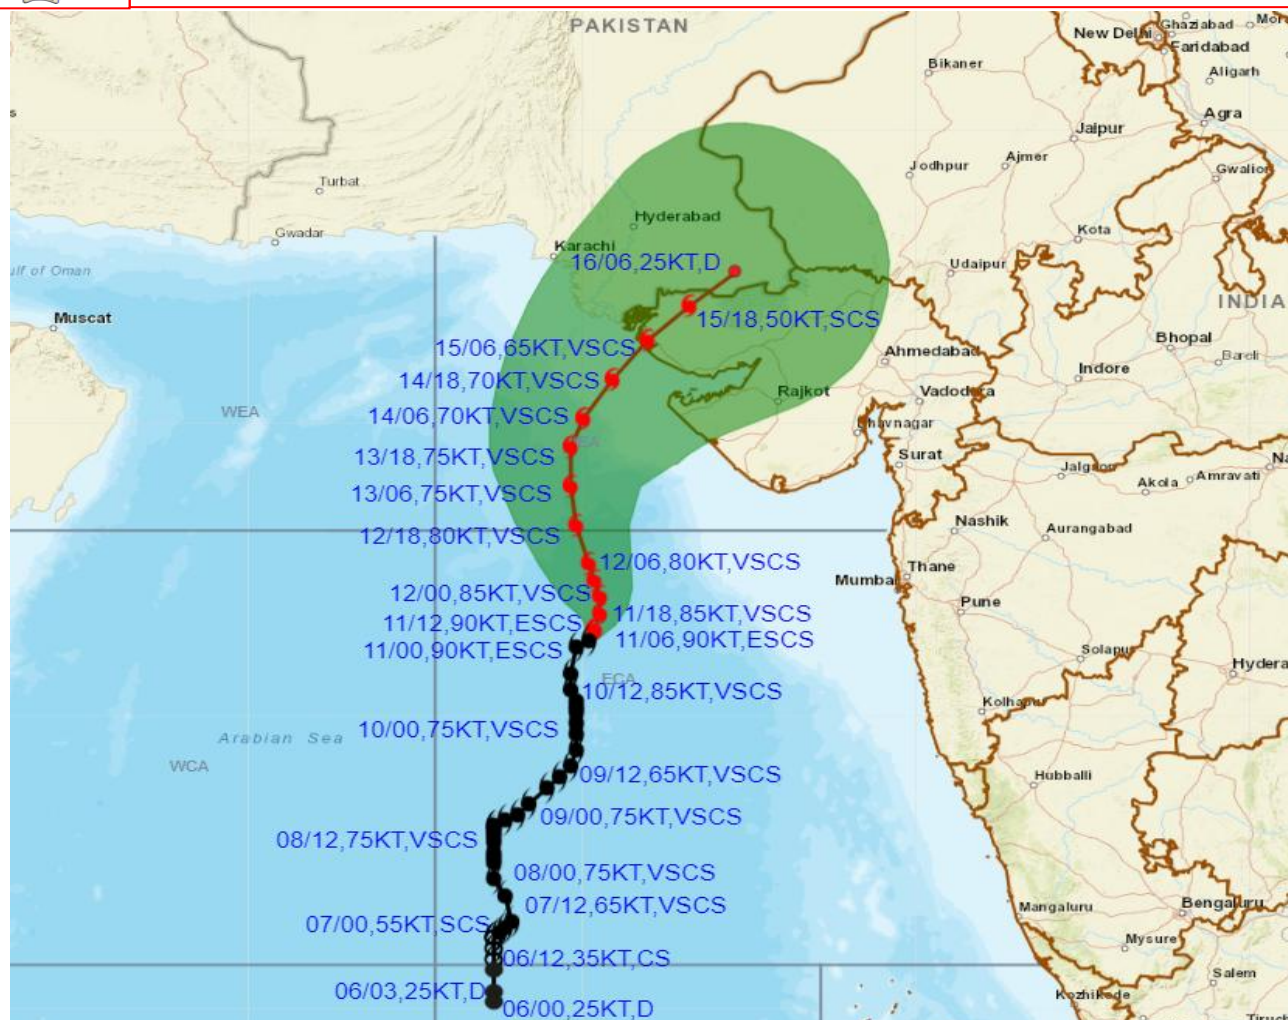 PAKISTAN
New Delhi
Ghaziabad
Faridabad
Bikaner
Aligarh
Agra
Jaipur
Ajmer
Jodhpur
Gwalior
Turbat
Hyderabad
Kota
Gwadar
Karachi
16/06,25KT,D
Udaipur
of Oman
INDIA
Muscat
15/18,50KT,SCS
15/06,65KT,VSCS
Bhopal
Ahmedabad
14/18,70KT,VSCS
Indore
Rajkot
Vadodara
WEA
14/06,70KT,VSCS
Bhavnagar
13/18,75KT,VSCS
Surat
Jalgaon
Akola
Amravati
13/06,75KT,VSCS
Nashik
Aurangabad
12/18,80KT,VSCS
12/06,80KT,VSCS
Thane
Mumbai
12/00,85KT,VSCS
11/18,85KT,VSCS
Pune
11/12,90KT,ESCS
11/06,90KT,ESCS
11/00,90KT,ESCS
Solapur
Hydera
ECA
10/12,85KT,VSCS
Kolhapur
10/00,75KT,VSCS
Arabian Sea
WCA
09/12,65KT,VSCS
Hubballi
09/00,75KT,VSCS
08/12,75KT,VSCS
08/00,75KT,VSCS
07/12,65KT,VSCS
Mangaluru
Bengaluru
07/00,55KT,SCS
Mysuru
06/12,35KT,CS
Salem
06/03,25KT,D
Kozhikode
06/00,25KT,D